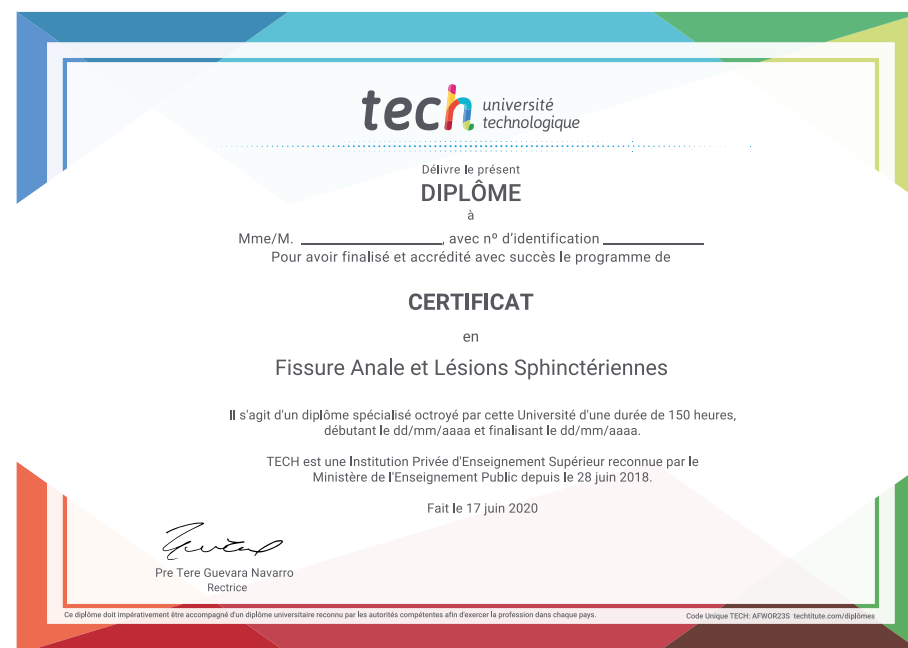 tech université
technologique
Délivre le présent
DIPLÔME
à
Mme/M. ____________________, avec nº d'identification ______________
Pour avoir finalisé et accrédité avec succès le programme de
CERTIFICAT
en
Fissure Anale et Lésions Sphinctériennes
Il s'agit d'un diplôme spécialisé octroyé par cette Université d'une durée de 150 heures,
débutant le dd/mm/aaaa et finalisant le dd/mm/aaaa.
TECH est une Institution Privée d'Enseignement Supérieur reconnue par le
Ministère de l'Enseignement Public depuis le 28 juin 2018.
Fait le 17 juin 2020
Pre Tere Guevara Navarro
Rectrice
Ce diplôme doit impérativement être accompagné d'un diplôme universitaire reconnu par les autorités compétentes afin d'exercer la profession dans chaque pays.
Code Unique TECH: AFWOR23S techtitute.com/diplômes